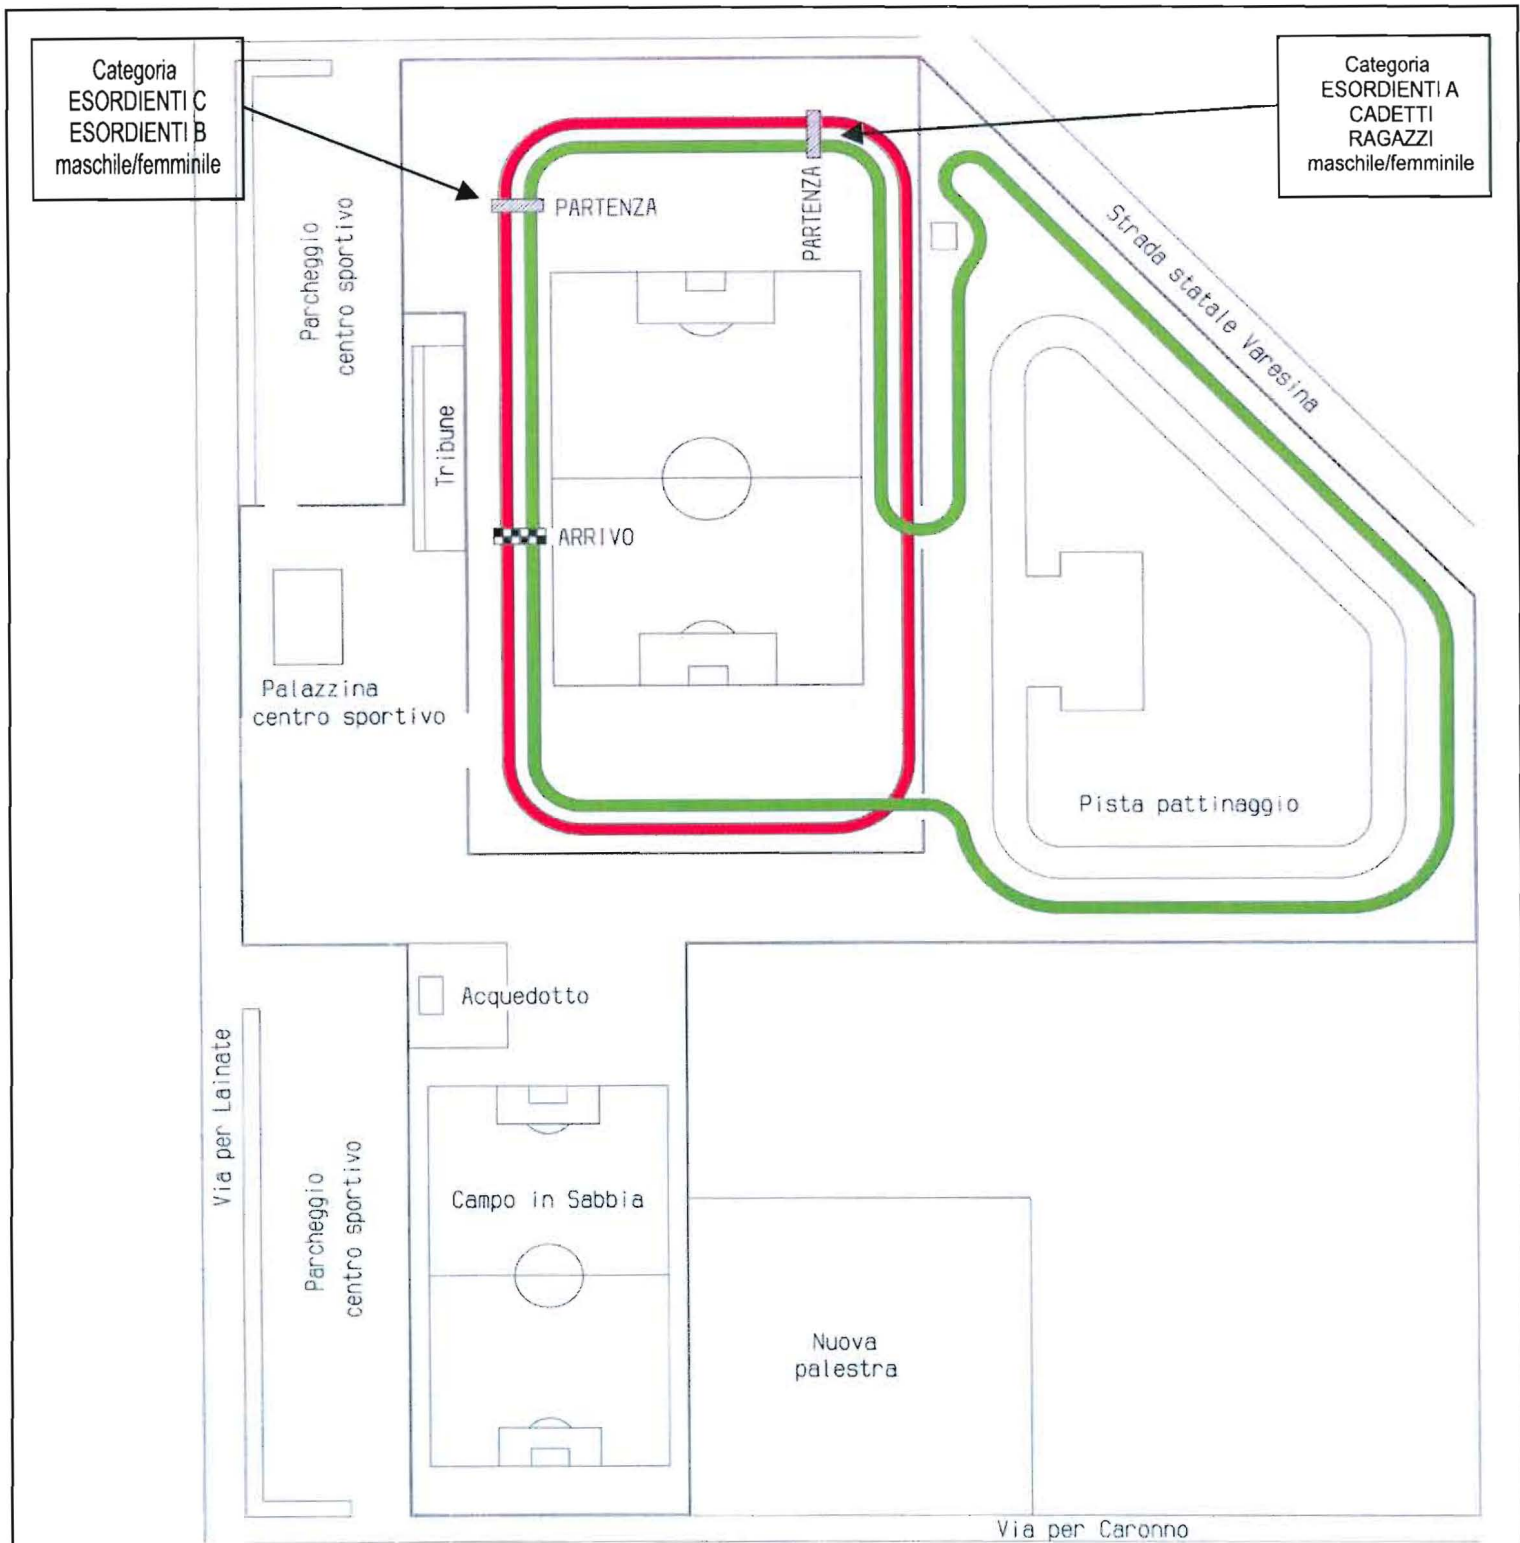 Categoria
ESORDIENTI C
ESORDIENTI B
maschile/femminile
Categoria
ESORDIENTI A
CADETTI
RAGAZZI
maschile/femminile
PARTENZA
PARTENZA
Parcheggio
centro sportivo
Strada statale Varesina
Tribune
ARRIVO
Palazzina
centro sportivo
Pista pattinaggio
Acquedotto
Via per Lainate
Parcheggio
centro sportivo
Campo in Sabbia
Nuova
palestra
Via per Caronno